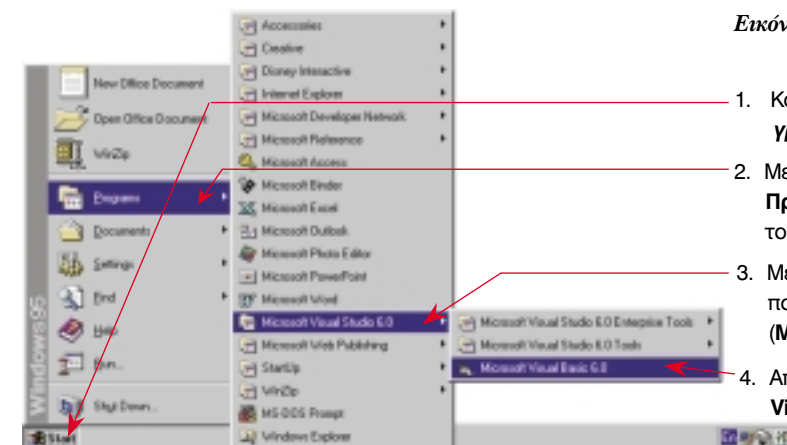 Εικόν
Accessories
Creative
Disney Interactive
Internet Explorer
Microsoft Developer Network
Microsoft Reference
Microsoft Access
Microsoft Binder
Microsoft Excel
Microsoft Outlook
Microsoft Photo Editor
Microsoft PowerPoint
Microsoft Word
Microsoft Visual Studio 6.0
Microsoft Web Publishing
StartUp
WinZip
MS-DOS Prompt
Windows Explorer
New Office Document
Open Office Document
WinZip
Programs
Documents
Settings
Find
Help
Run...
Shut Down...
Windows95
Start
Microsoft Visual Studio 6.0 Enterprise Tools
Microsoft Visual Studio 6.0 Tools
Microsoft Visual Basic 6.0
1. Κα
γρ
2. Με
Πρ
το
3. Με
πο
(Μ
4. Απ
Vi